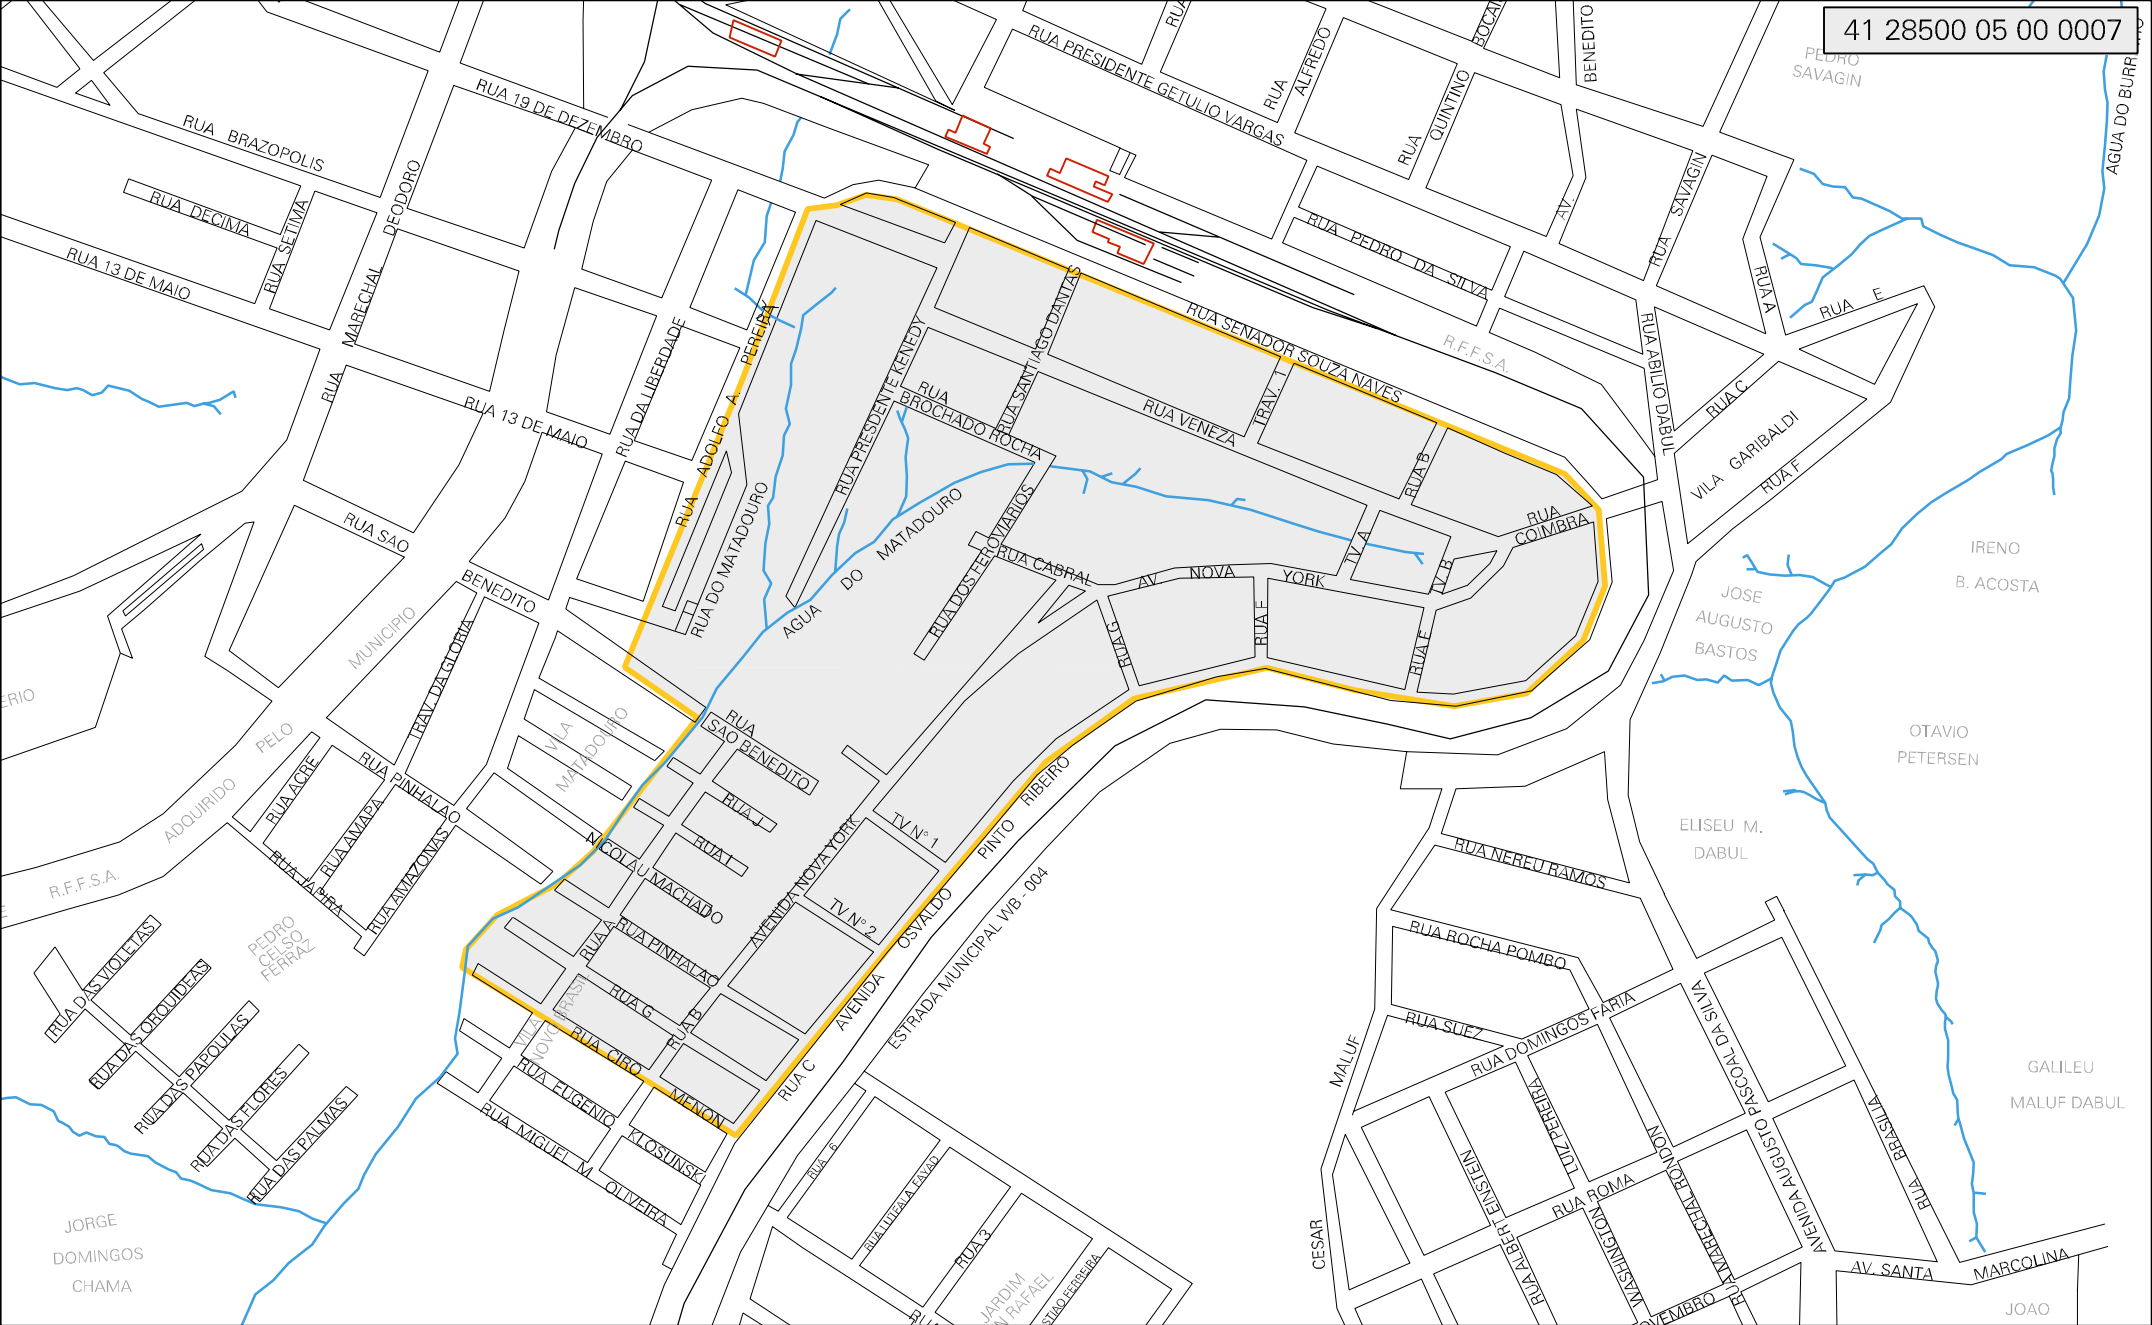 41 28500 05 00 0007
BENEDITO
RUA PRESIDENTE GETULIO VARGAS
RUA
ALFREDO
RUA
QUINTINO
PEDRO
SAVAGIN
AGUA DO BURR
RUA 19 DE DEZEMBRO
RUA BRAZOPOLIS
RUA DECIMA
RUA SETIMA
DEODORO
MARECHAL
RUA
RUA 13 DE MAIO
AV.
RUA SAVAGIN
RUA PEDRO DA SILVA
RUA A
RUA E
RUA SENADOR SOUZA NAVES
R.F.F.S.A.
RUA ABILIO DABUL
RUA C
VILA GARIBALDI
RUA F
RUA 13 DE MAIO
RUA DA LIBERDADE
RUA ADOLFO A. PEREIRA
RUA PRESDENTE KENEDY
RUA SANTIAGO DANTAS
RUA
BROCHADO ROCHA
RUA VENEZA
TRAV. 1
RUA B
RUA
COIMBRA
RUA DO MATADOURO
AGUA DO MATADOURO
RUA DOS FEROVIARIOS
RUA CABRAL
AV NOVA YORK
TV. A
TV. B
RUA G
RUA F
RUA E
RUA SAO
BENEDITO
MUNICIPIO
PELO
ADQUIRIDO
R.F.F.S.A.
ERIO
TRAV. DA GLORIA
VILA
MATADOURO
IRENO
B. ACOSTA
JOSE
AUGUSTO
BASTOS
OTAVIO
PETERSEN
ELISEU M.
DABUL
RUA
SAO BENEDITO
RUA J
RUA I
RUA PINHALAO
RUA ACRE
RUA AMAPA
RUA AMAZONAS
RUA JAPIRA
NICOLAU MACHADO
AVENIDA NOVA YORK
TV Nº 1
TV Nº 2
AVENIDA OSVALDO PINTO RIBEIRO
ESTRADA MUNICIPAL WB - 004
RUA A
RUA PINHALAO
RUA G
RUA B
VILA
NOVO BRASIL
RUA CIRO MENON
RUA C
RUA EUGENIO KLOSUNSKI
RUA MIGUEL M OLIVEIRA
PEDRO
CELSO
FERRAZ
RUA DAS VIOLETAS
RUA DAS ORQUIDEAS
RUA DAS PAPOULAS
RUA DAS FLORES
RUA DAS PALMAS
JORGE
DOMINGOS
CHAMA
RUA 6
RUA LUTFALA FAYAD
RUA 3
JARDIM
N RAFAEL
STIAO FERREIRA
RUA NEREU RAMOS
RUA ROCHA POMBO
RUA SUEZ
RUA DOMINGOS FARIA
CESAR MALUF
RUA ALBERT EINSTEIN
LUIZ PEREIRA
WASHINGTON
RUA ROMA
RUA MARECHAL RONDON
AVENIDA AUGUSTO PASCOAL DA SILVA
RUA BRASILIA
GALILEU
MALUF DABUL
AV. SANTA MARCOLINA
JOAO